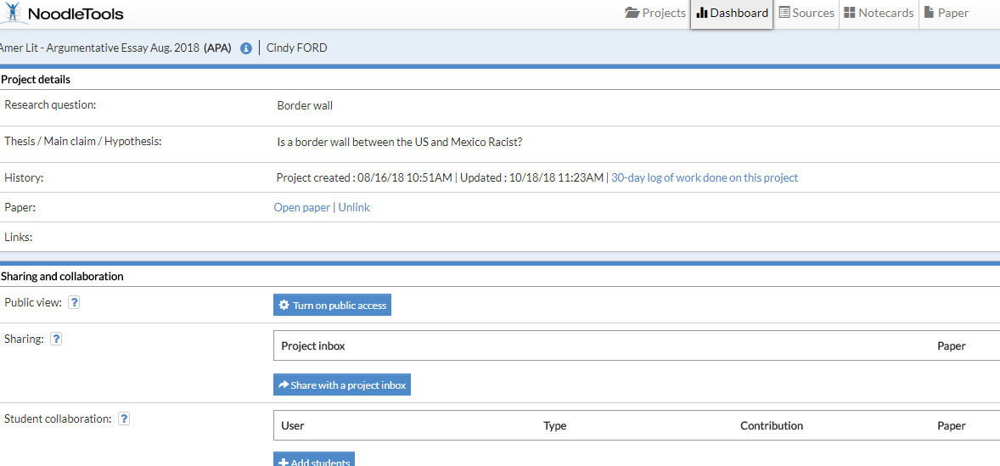 NoodleTools
Projects Dashboard Sources Notecards Paper
Amer Lit - Argumentative Essay Aug. 2018 (APA) i | Cindy FORD
Project details
Research question: Border wall
Thesis / Main claim / Hypothesis: Is a border wall between the US and Mexico Racist?
History: Project created : 08/16/18 10:51AM | Updated : 10/18/18 11:23AM | 30-day log of work done on this project
Paper: Open paper | Unlink
Links:
Sharing and collaboration
Public view: ? Turn on public access
Sharing: ? Project inbox Paper
Share with a project inbox
Student collaboration: ? User Type Contribution Paper
Add students